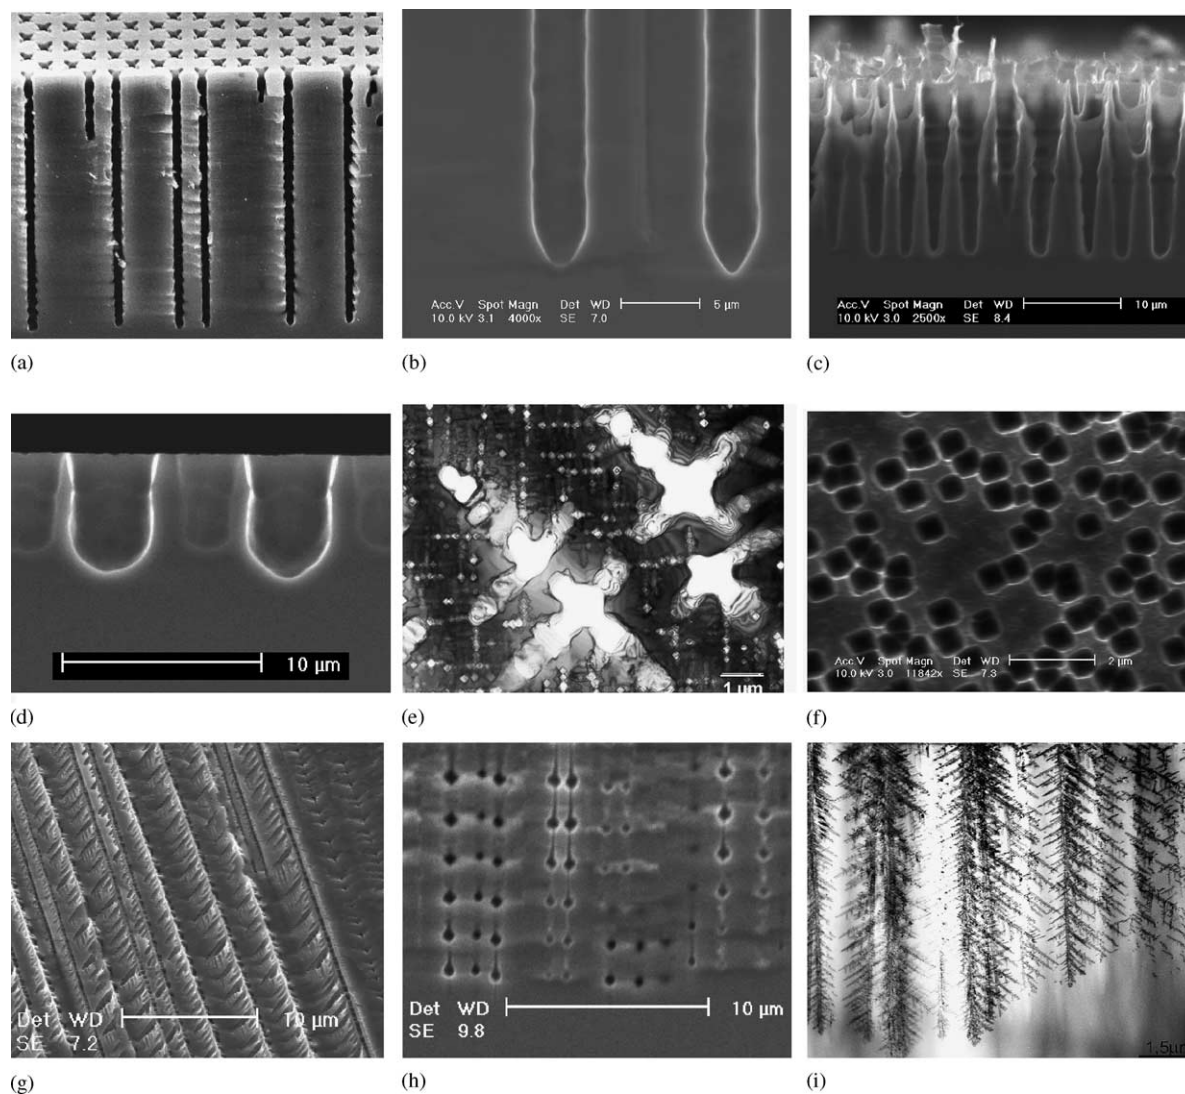 Acc.V Spot Magn Det WD 5 µm
10.0 kV 3.1 4000x SE 7.0
Acc.V Spot Magn Det WD 10 µm
10.0 kV 3.0 2500x SE 8.4
(a)
(b)
(c)
10 µm
1 µm
Acc.V Spot Magn Det WD 2 µm
10.0 kV 3.0 11842x SE 7.3
(d)
(e)
(f)
Det WD 10 µm
SE 7.2
Det WD 10 µm
SE 9.8
1.5µm
(g)
(h)
(i)